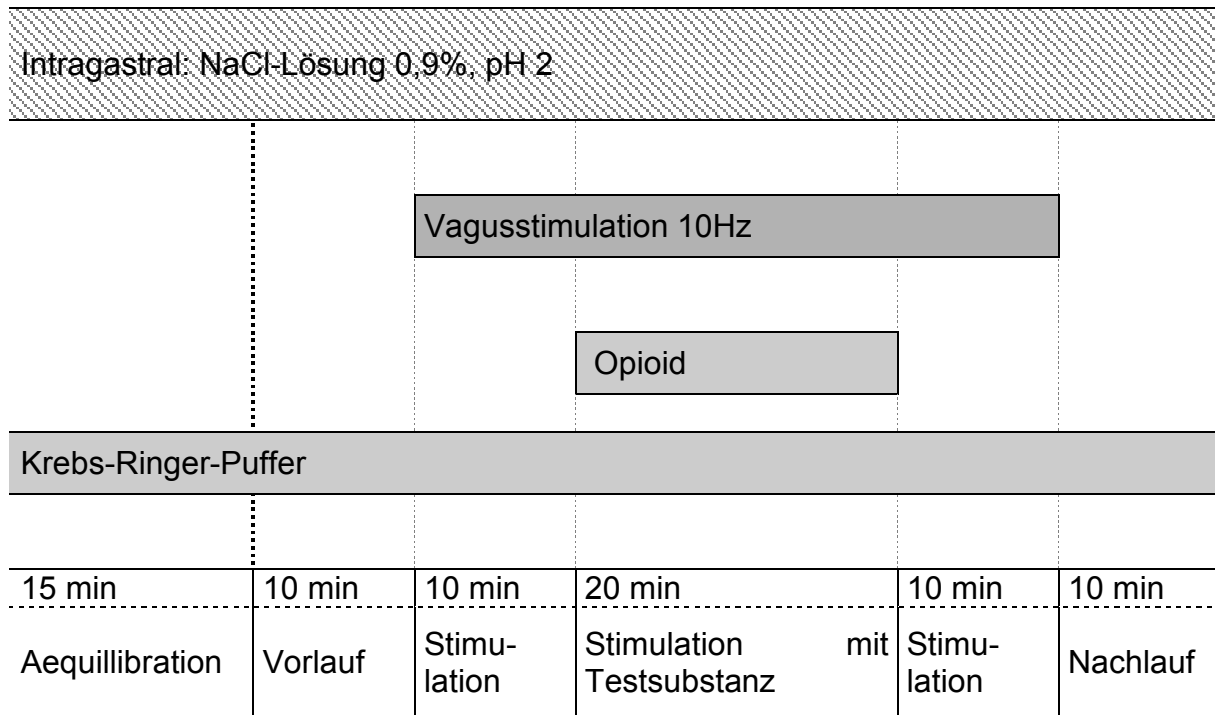 Intragastral: NaCl-Lösung 0,9%, pH 2
Vagusstimulation 10Hz
Opioid
Krebs-Ringer-Puffer
15 min
10 min
10 min
20 min
10 min
10 min
Aequillibration
Vorlauf
Stimu-
lation
Stimulation mit
Testsubstanz
Stimu-
lation
Nachlauf